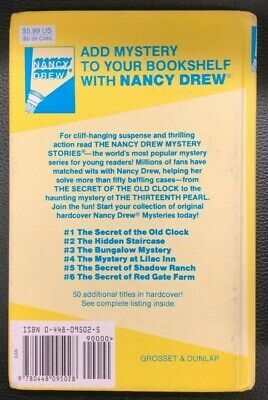 $5.99 US
($8.99 CAN)
NANCY
DREW
ADD MYSTERY
TO YOUR BOOKSHELF
WITH NANCY DREW®
For cliff-hanging suspense and thrilling
action read THE NANCY DREW MYSTERY
STORIES®—the world's most popular mystery
series for young readers! Millions of fans have
matched wits with Nancy Drew, helping her
solve more than fifty baffling cases—from
THE SECRET OF THE OLD CLOCK to the
haunting mystery of THE THIRTEENTH PEARL.
Join the fun! Start your collection of original
hardcover Nancy Drew® Mysteries today!
#1 The Secret of the Old Clock
#2 The Hidden Staircase
#3 The Bungalow Mystery
#4 The Mystery at Lilac Inn
#5 The Secret of Shadow Ranch
#6 The Secret of Red Gate Farm
50 additional titles in hardcover!
See complete listing inside.
ISBN 0-448-09502-5
90000>
EAN
9 780448 095028
GROSSET & DUNLAP